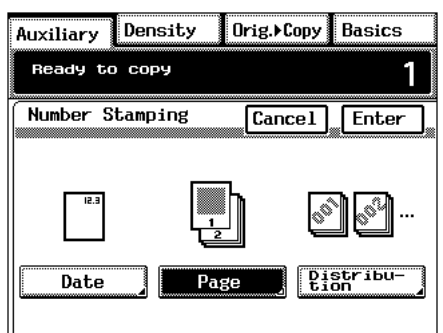 Auxiliary Density Orig.▶Copy Basics
Ready to copy 1
Number Stamping Cancel Enter
12.3 1 2 001 002 ...
Date Page Distribu-
tion